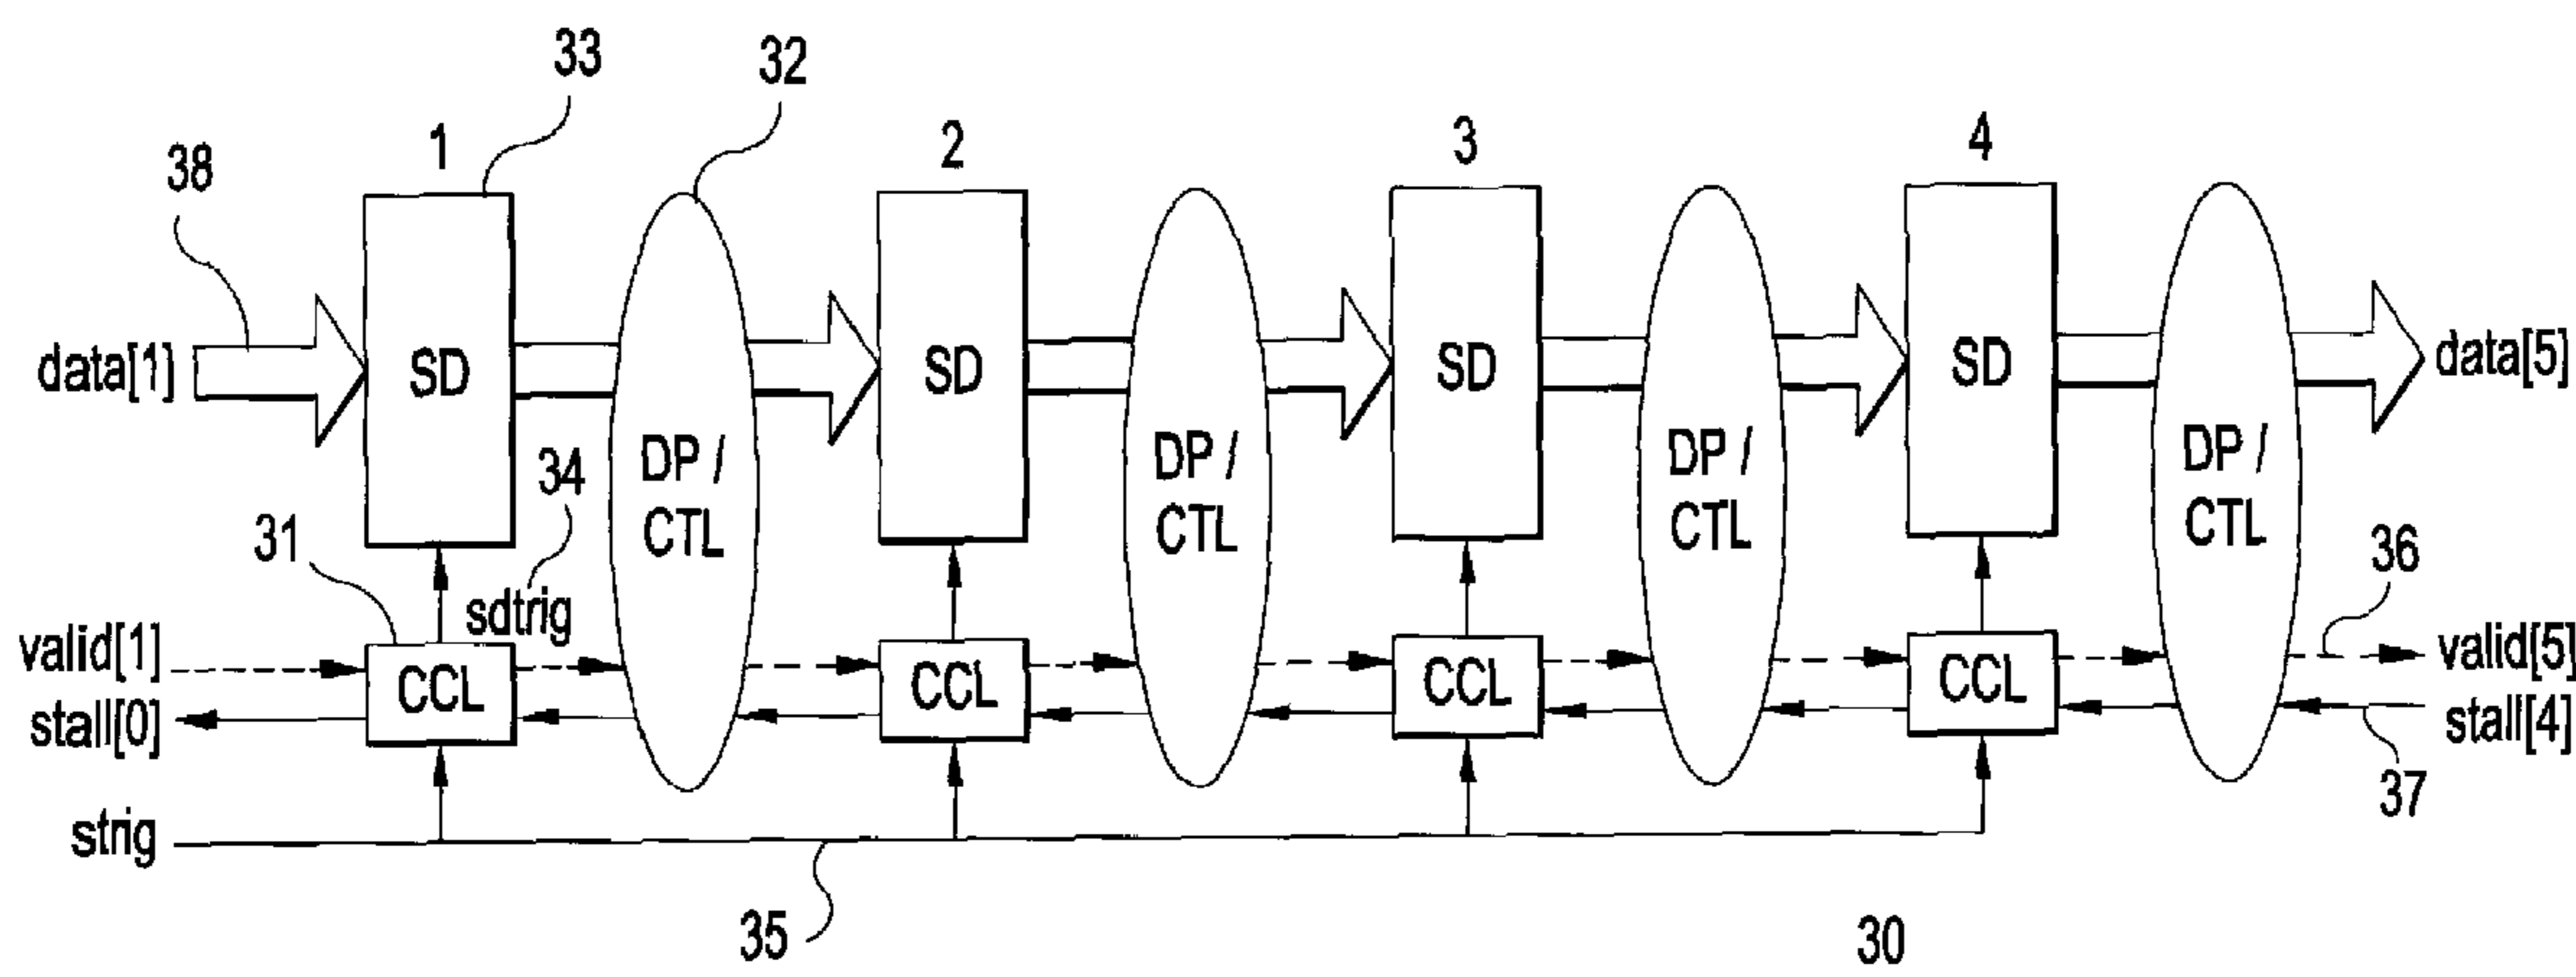 33
32
38
1
2
3
4
data[1]
SD
SD
SD
SD
data[5]
34
DP /
CTL
DP /
CTL
DP /
CTL
DP /
CTL
31
sdtrig
36
valid[1]
CCL
CCL
CCL
CCL
valid[5]
stall[0]
stall[4]
37
strig
35
30